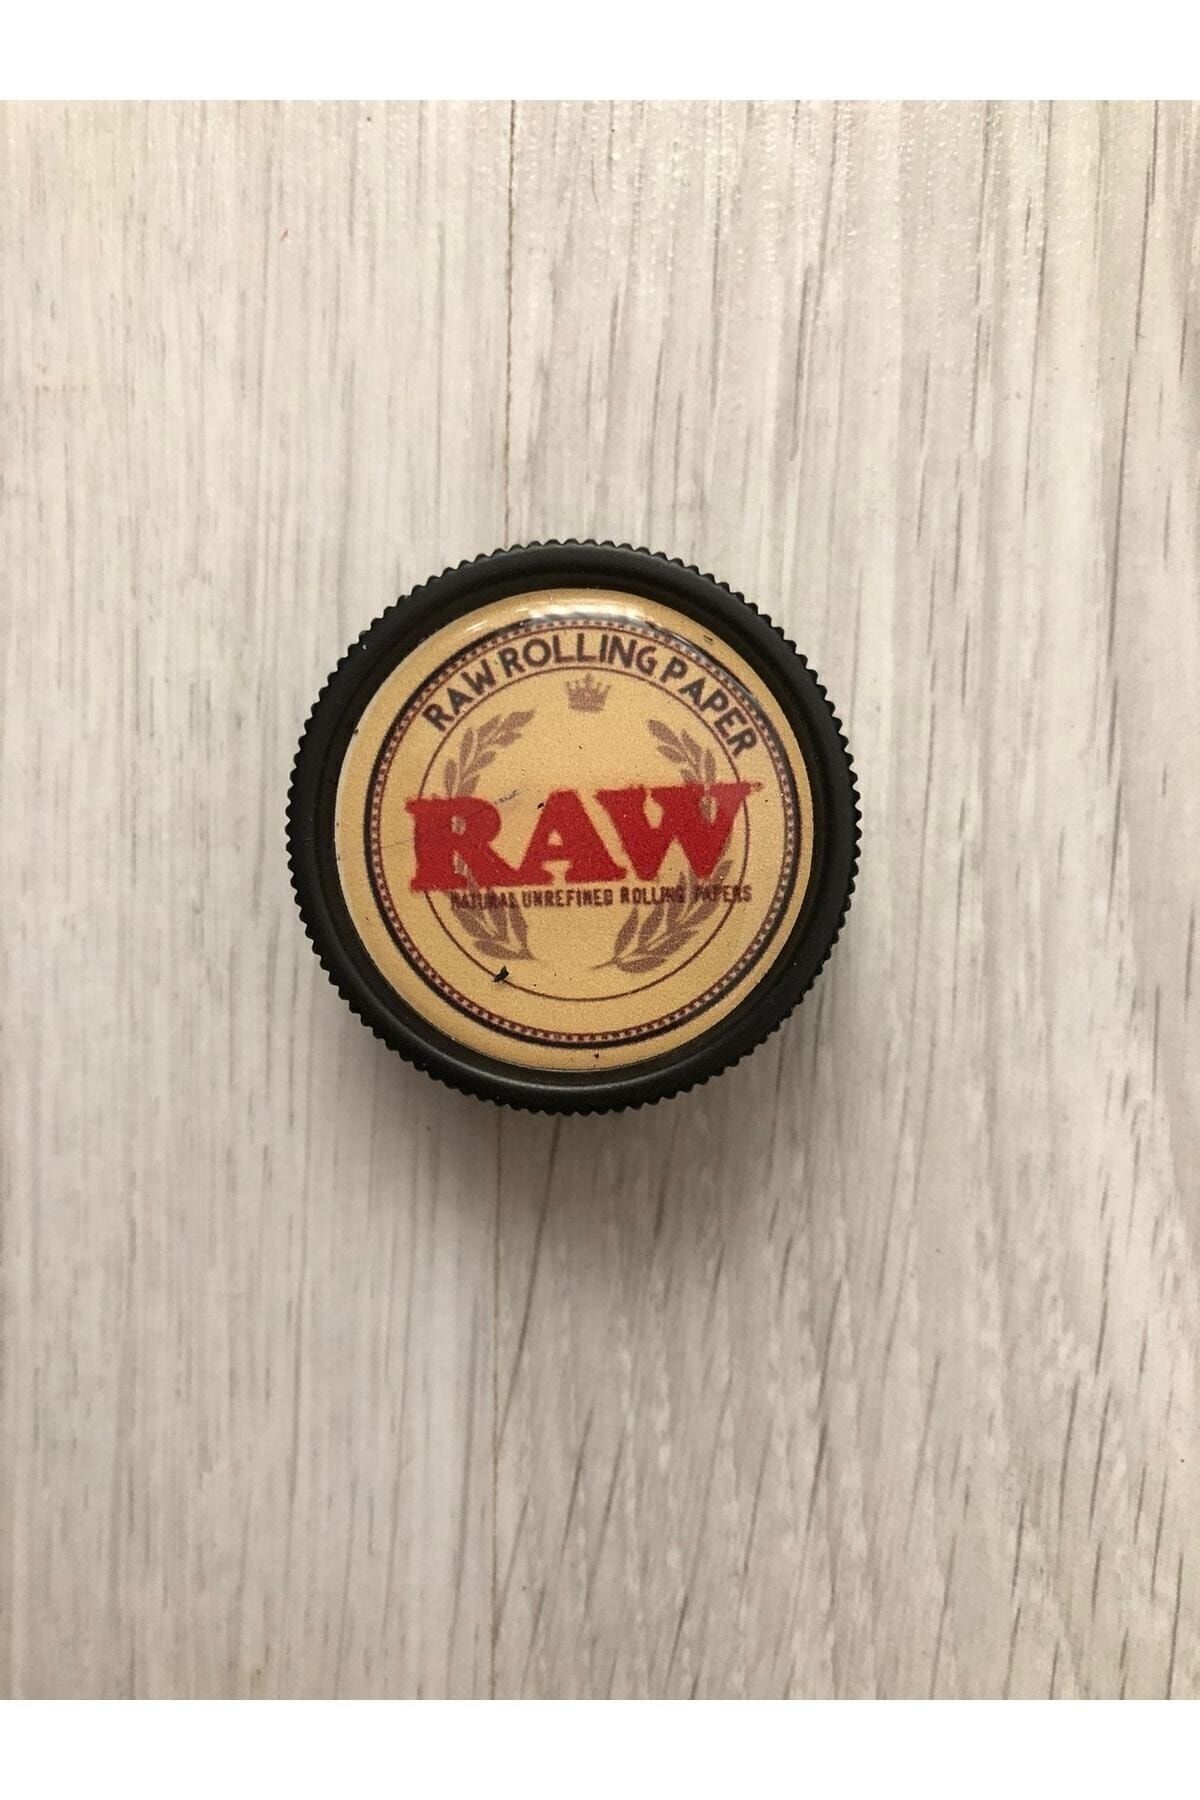 RAW ROLLING PAPER
RAW
NATURAL UNREFINED ROLLING PAPERS